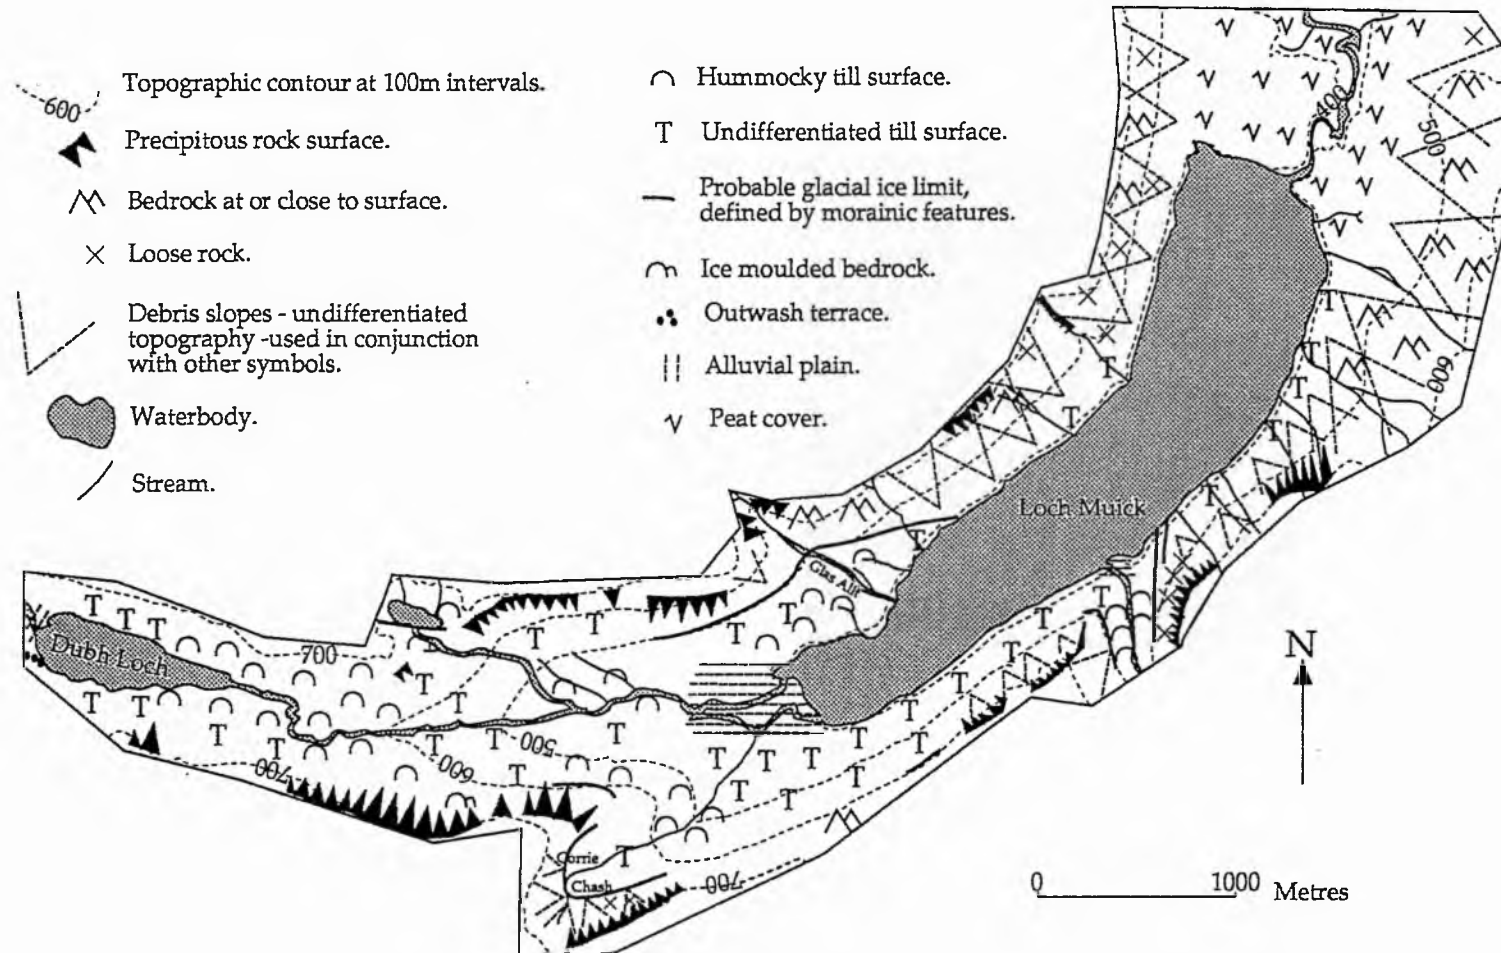 Topographic contour at 100m intervals.
600
Precipitous rock surface.
Bedrock at or close to surface.
Loose rock.
Debris slopes - undifferentiated
topography -used in conjunction
with other symbols.
Waterbody.
Stream.
Hummocky till surface.
T Undifferentiated till surface.
Probable glacial ice limit,
defined by morainic features.
Ice moulded bedrock.
Outwash terrace.
Alluvial plain.
Peat cover.
400
500
600
Loch Muick
Glas Allt
Dubh Loch
700
500
600
700
Corrie
Chash
700
N
0 1000 Metres